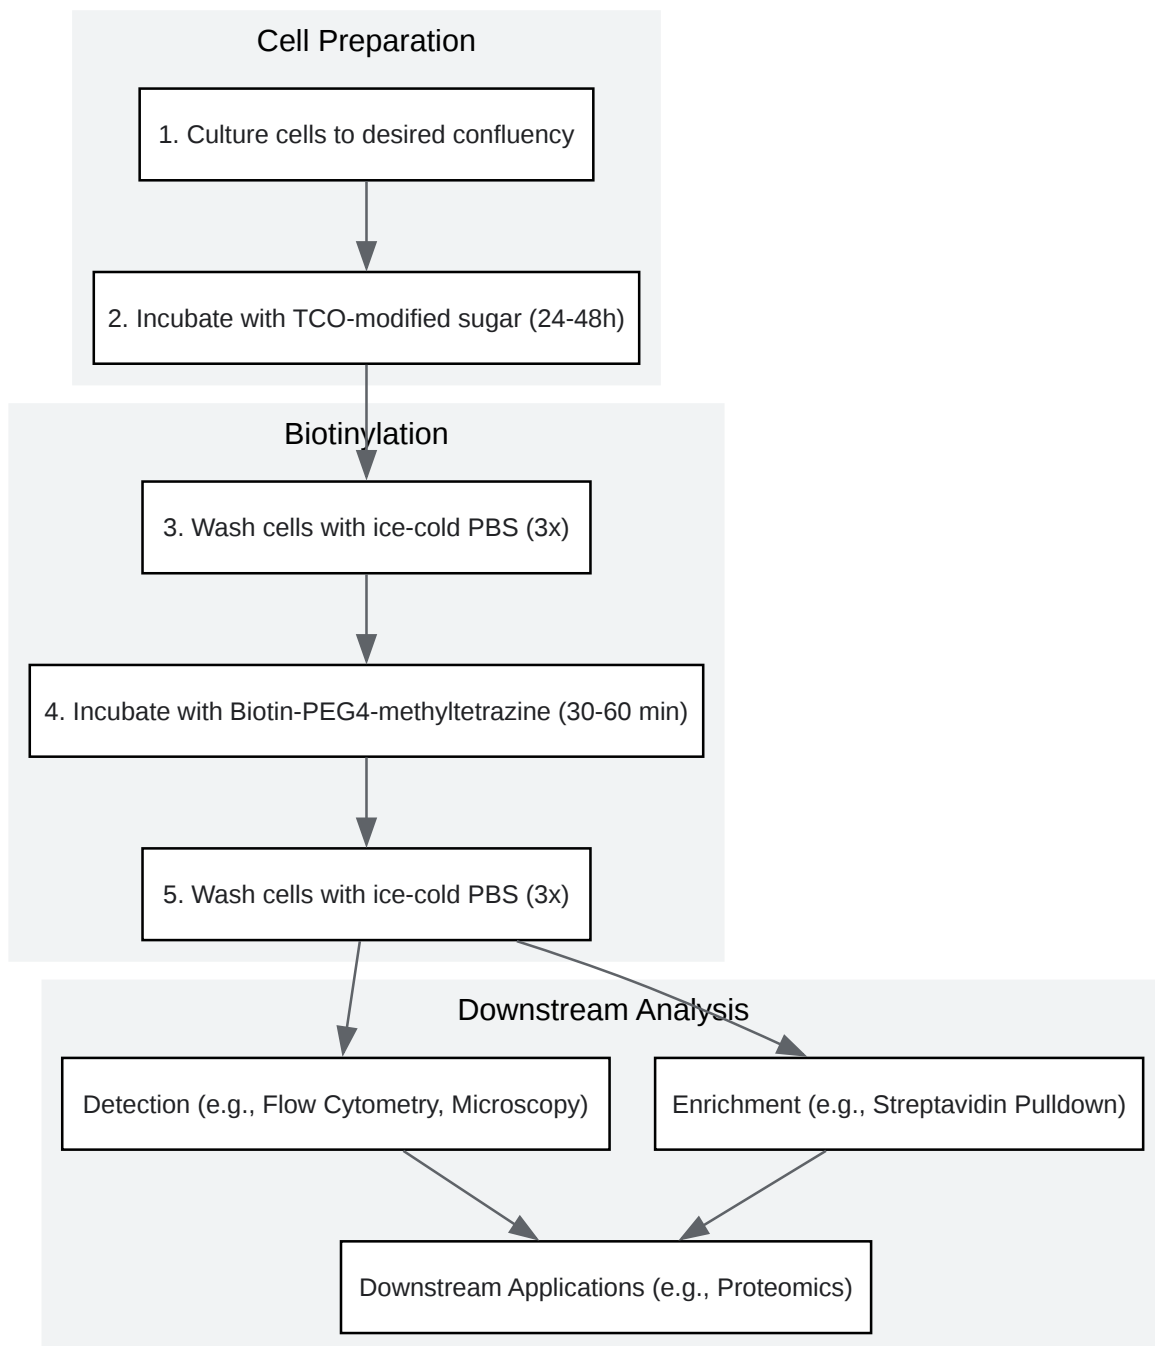 Cell Preparation
1. Culture cells to desired confluency
2. Incubate with TCO-modified sugar (24-48h)
Biotinylation
3. Wash cells with ice-cold PBS (3x)
4. Incubate with Biotin-PEG4-methyltetrazine (30-60 min)
5. Wash cells with ice-cold PBS (3x)
Downstream Analysis
Detection (e.g., Flow Cytometry, Microscopy)
Enrichment (e.g., Streptavidin Pulldown)
Downstream Applications (e.g., Proteomics)